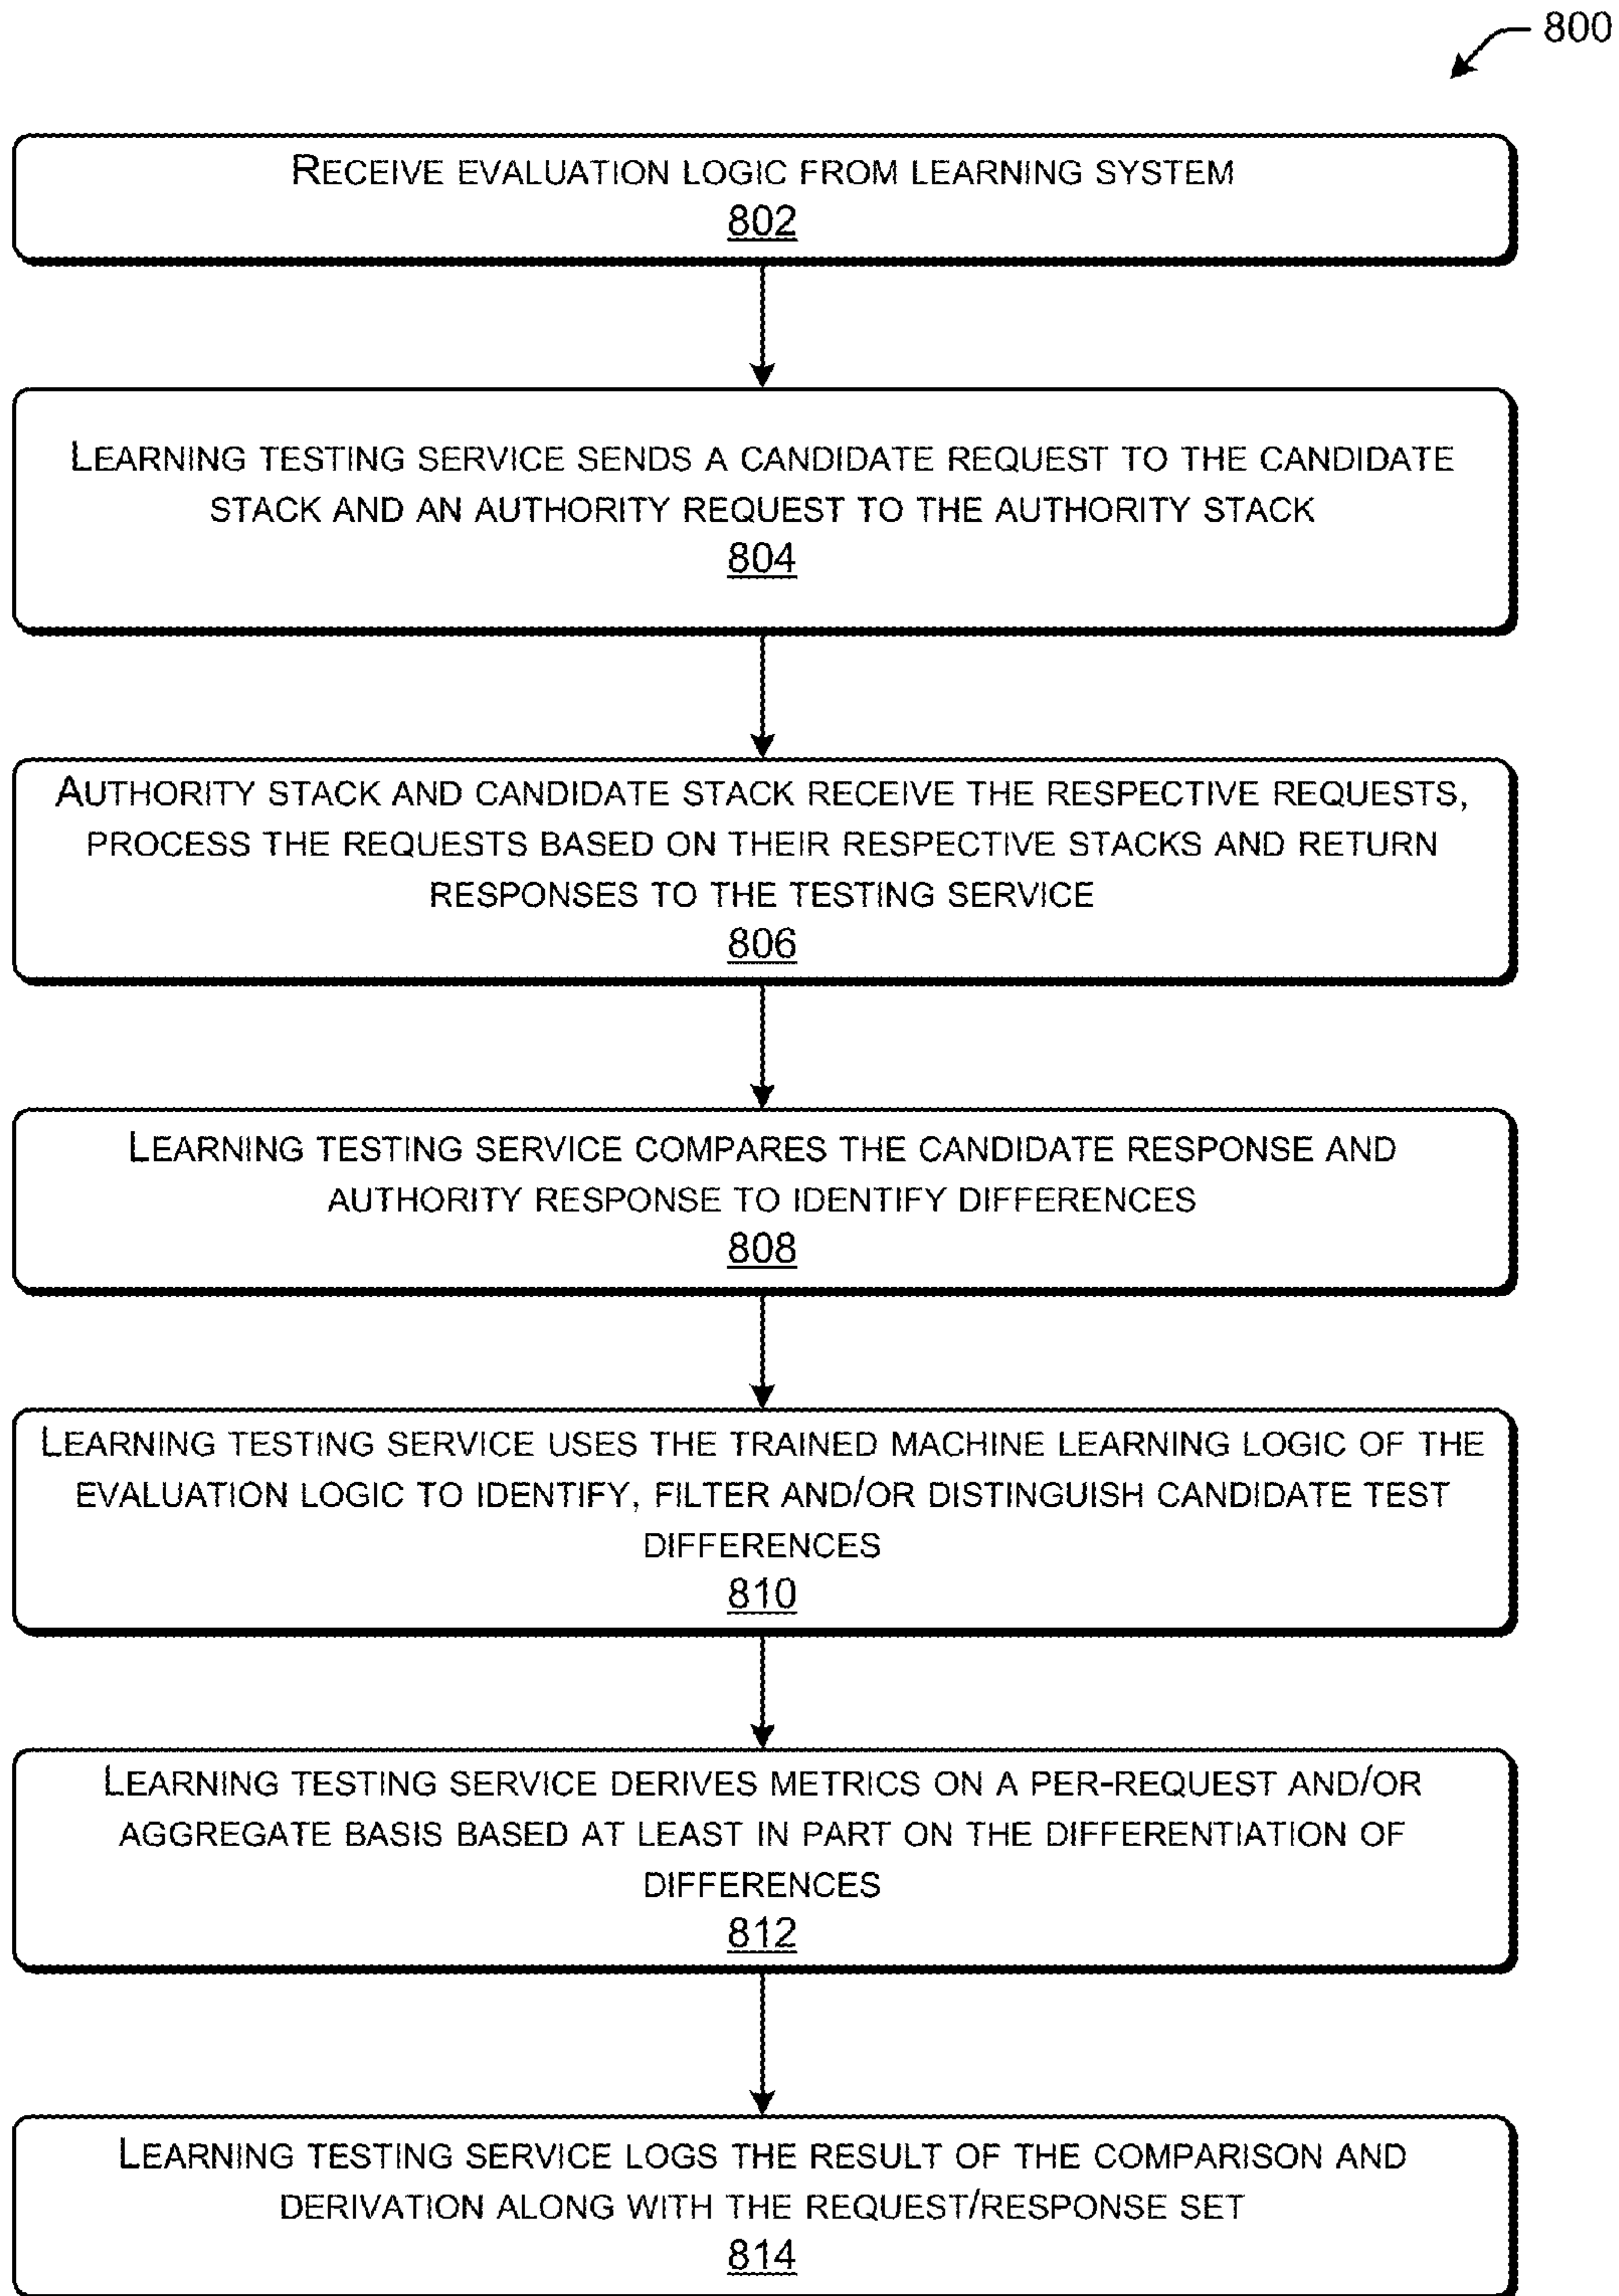 800
RECEIVE EVALUATION LOGIC FROM LEARNING SYSTEM
802
LEARNING TESTING SERVICE SENDS A CANDIDATE REQUEST TO THE CANDIDATE
STACK AND AN AUTHORITY REQUEST TO THE AUTHORITY STACK
804
AUTHORITY STACK AND CANDIDATE STACK RECEIVE THE RESPECTIVE REQUESTS,
PROCESS THE REQUESTS BASED ON THEIR RESPECTIVE STACKS AND RETURN
RESPONSES TO THE TESTING SERVICE
806
LEARNING TESTING SERVICE COMPARES THE CANDIDATE RESPONSE AND
AUTHORITY RESPONSE TO IDENTIFY DIFFERENCES
808
LEARNING TESTING SERVICE USES THE TRAINED MACHINE LEARNING LOGIC OF THE
EVALUATION LOGIC TO IDENTIFY, FILTER AND/OR DISTINGUISH CANDIDATE TEST
DIFFERENCES
810
LEARNING TESTING SERVICE DERIVES METRICS ON A PER-REQUEST AND/OR
AGGREGATE BASIS BASED AT LEAST IN PART ON THE DIFFERENTIATION OF
DIFFERENCES
812
LEARNING TESTING SERVICE LOGS THE RESULT OF THE COMPARISON AND
DERIVATION ALONG WITH THE REQUEST/RESPONSE SET
814